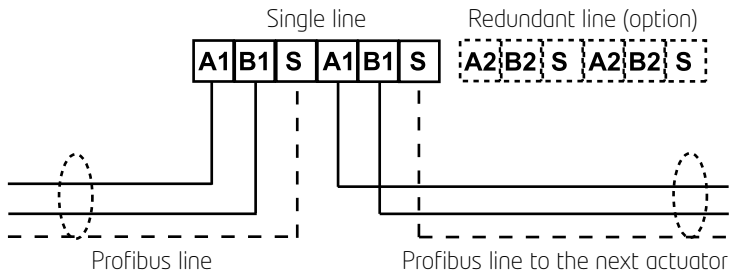 Single line Redundant line (option)
A1 B1 S A1 B1 S A2 B2 S A2 B2 S
Profibus line Profibus line to the next actuator